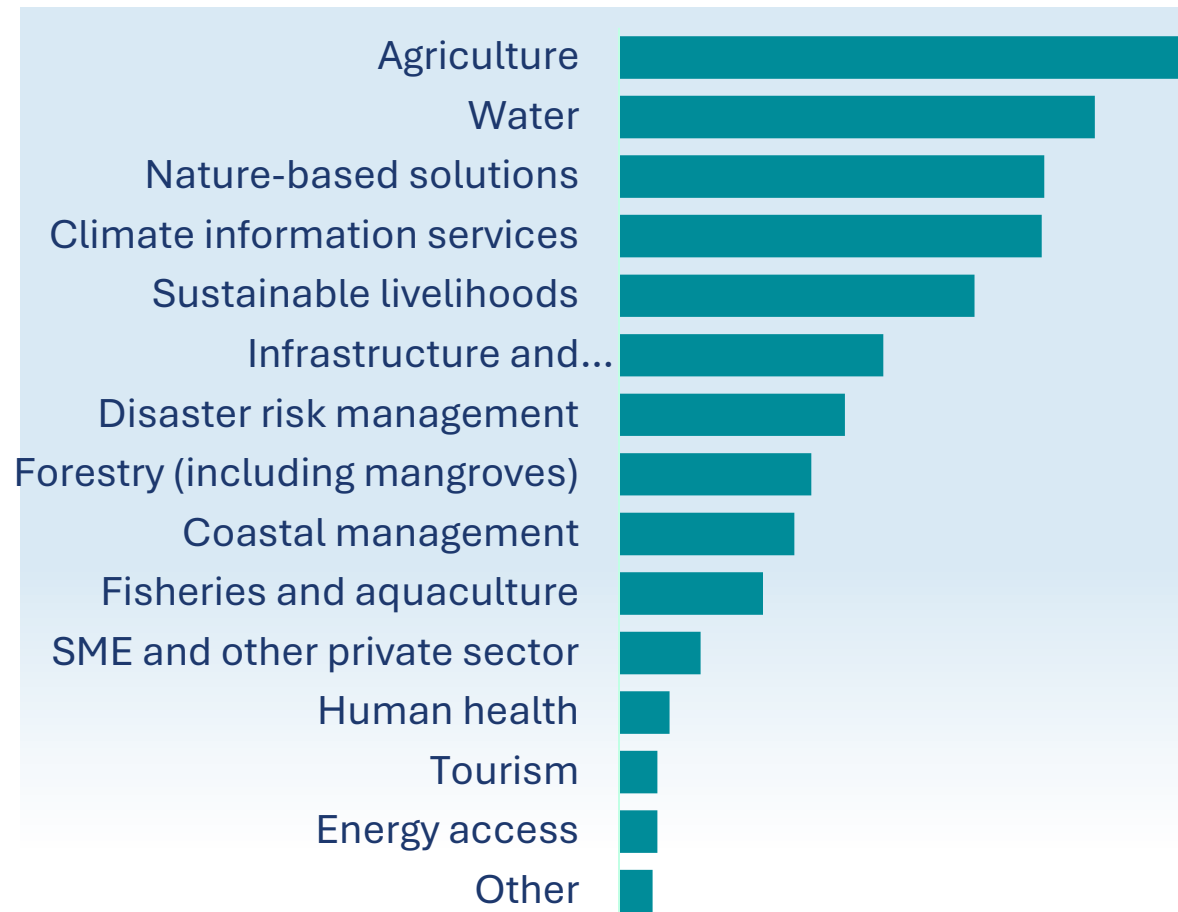 Agriculture
Water
Nature-based solutions
Climate information services
Sustainable livelihoods
Infrastructure and...
Disaster risk management
Forestry (including mangroves)
Coastal management
Fisheries and aquaculture
SME and other private sector
Human health
Tourism
Energy access
Other